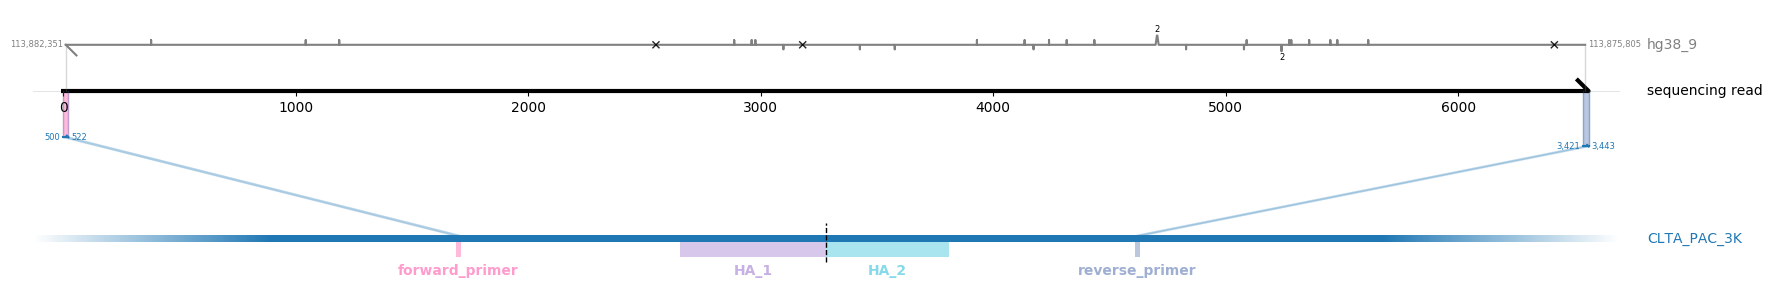 2
113,882,351 113,875,805 hg38_9
2
sequencing read
0 1000 2000 3000 4000 5000 6000
500 522
3,421 3,443
CLTA_PAC_3K
forward_primer HA_1 HA_2 reverse_primer